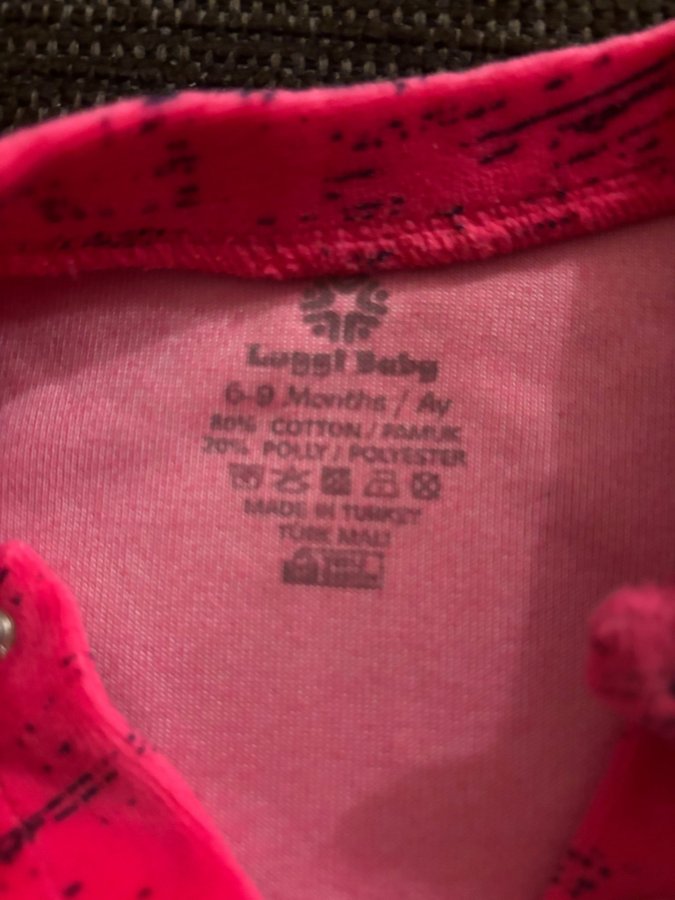 Luggi Baby
6-9 Months / Ay
80% COTTON / PAMUK
20% POLLY / POLYESTER
MADE IN TURKEY
TÜRK MALI